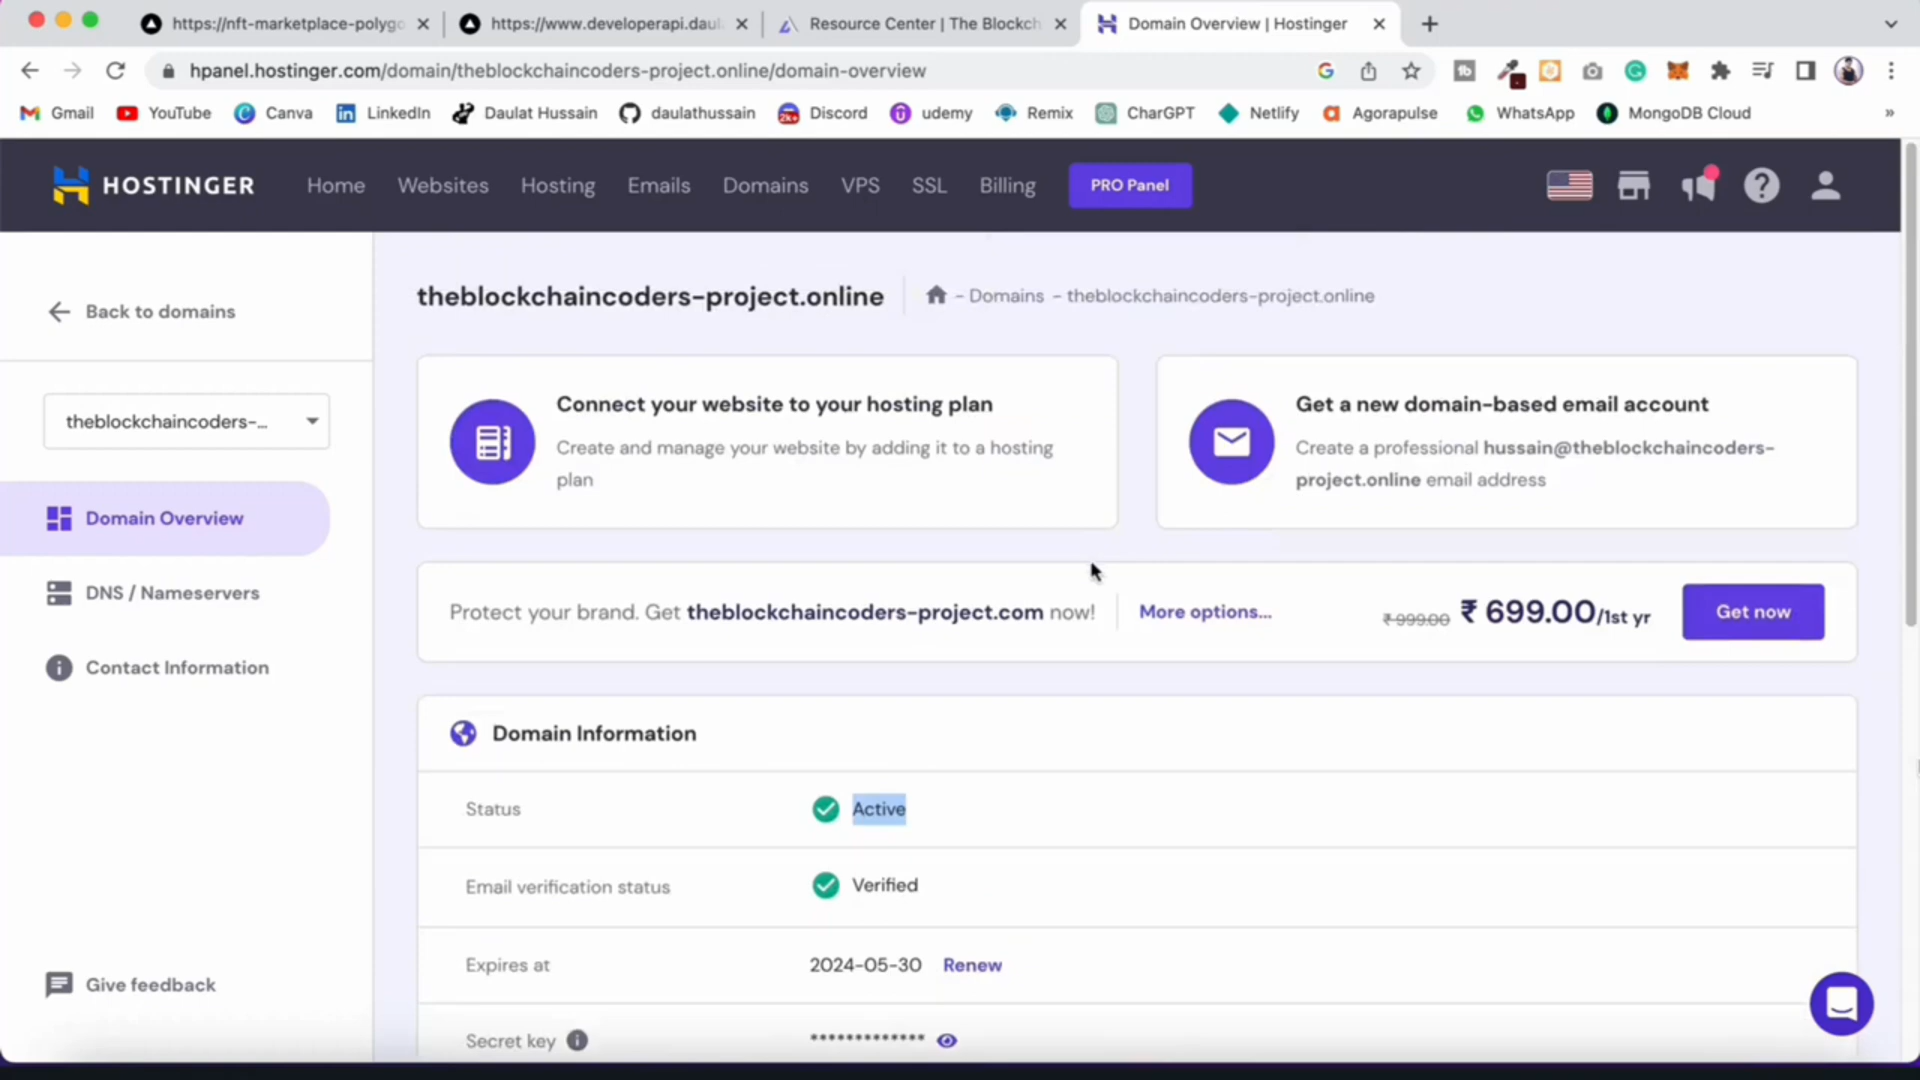 https://nft-marketplace-polygo
https://www.developerapi.daul
Resource Center | The Blockch
Domain Overview | Hostinger
hpanel.hostinger.com/domain/theblockchaincoders-project.online/domain-overview
Gmail
YouTube
Canva
LinkedIn
Daulat Hussain
daulathussain
Discord
udemy
Remix
CharGPT
Netlify
Agorapulse
WhatsApp
MongoDB Cloud
»
HOSTINGER
Home
Websites
Hosting
Emails
Domains
VPS
SSL
Billing
PRO Panel
Back to domains
theblockchaincoders-...
Domain Overview
DNS / Nameservers
Contact Information
Give feedback
theblockchaincoders-project.online
- Domains - theblockchaincoders-project.online
Connect your website to your hosting plan
Create and manage your website by adding it to a hosting
plan
Get a new domain-based email account
Create a professional hussain@theblockchaincoders-
project.online email address
Protect your brand. Get theblockchaincoders-project.com now!
More options...
₹ 999.00 ₹ 699.00/1st yr
Get now
Domain Information
Status Active
Email verification status Verified
Expires at 2024-05-30 Renew
Secret key *************